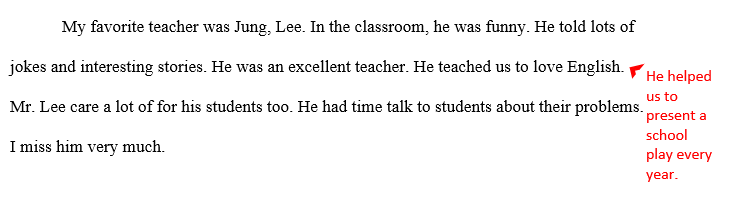 My favorite teacher was Jung, Lee. In the classroom, he was funny. He told lots of
jokes and interesting stories. He was an excellent teacher. He teached us to love English.
Mr. Lee care a lot of for his students too. He had time talk to students about their problems.
I miss him very much.
He helped
us to
present a
school
play every
year.